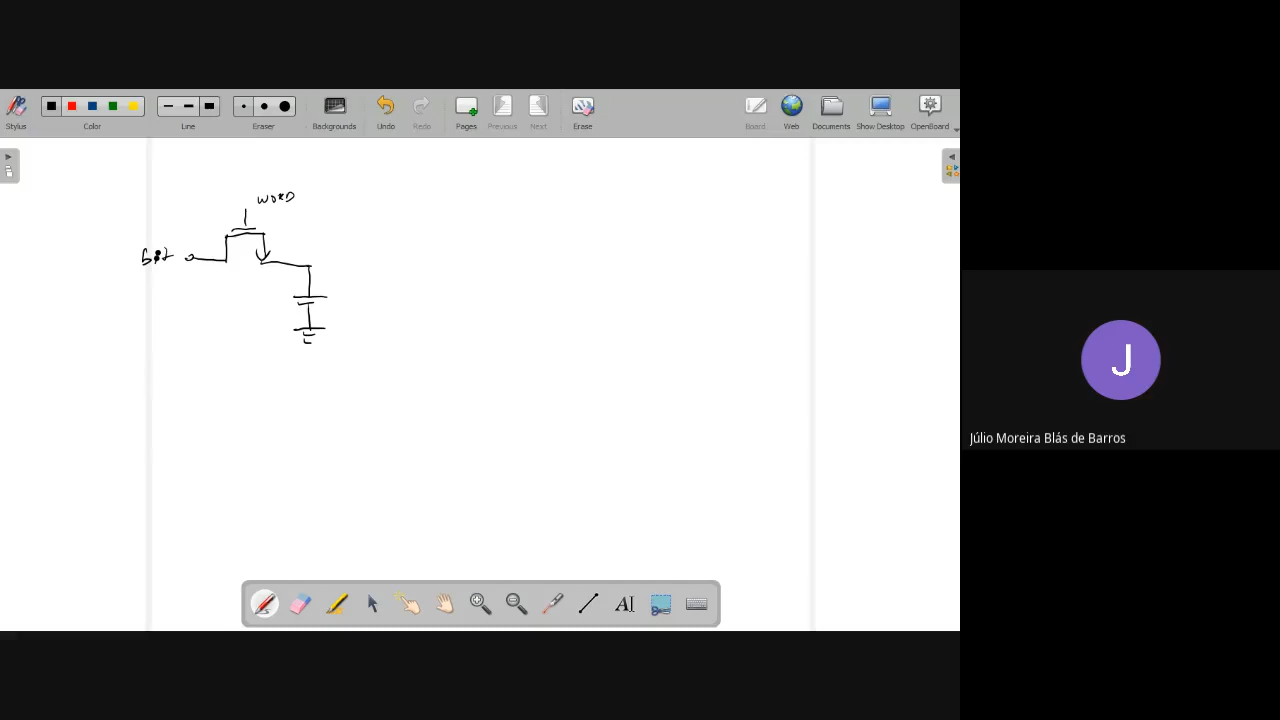 Stylus
Color
Line
Eraser
Backgrounds
Undo
Redo
Pages
Previous
Next
Erase
Board
Web
Documents
Show Desktop
OpenBoard
WORD
bit
AI
J
Júlio Moreira Blás de Barros